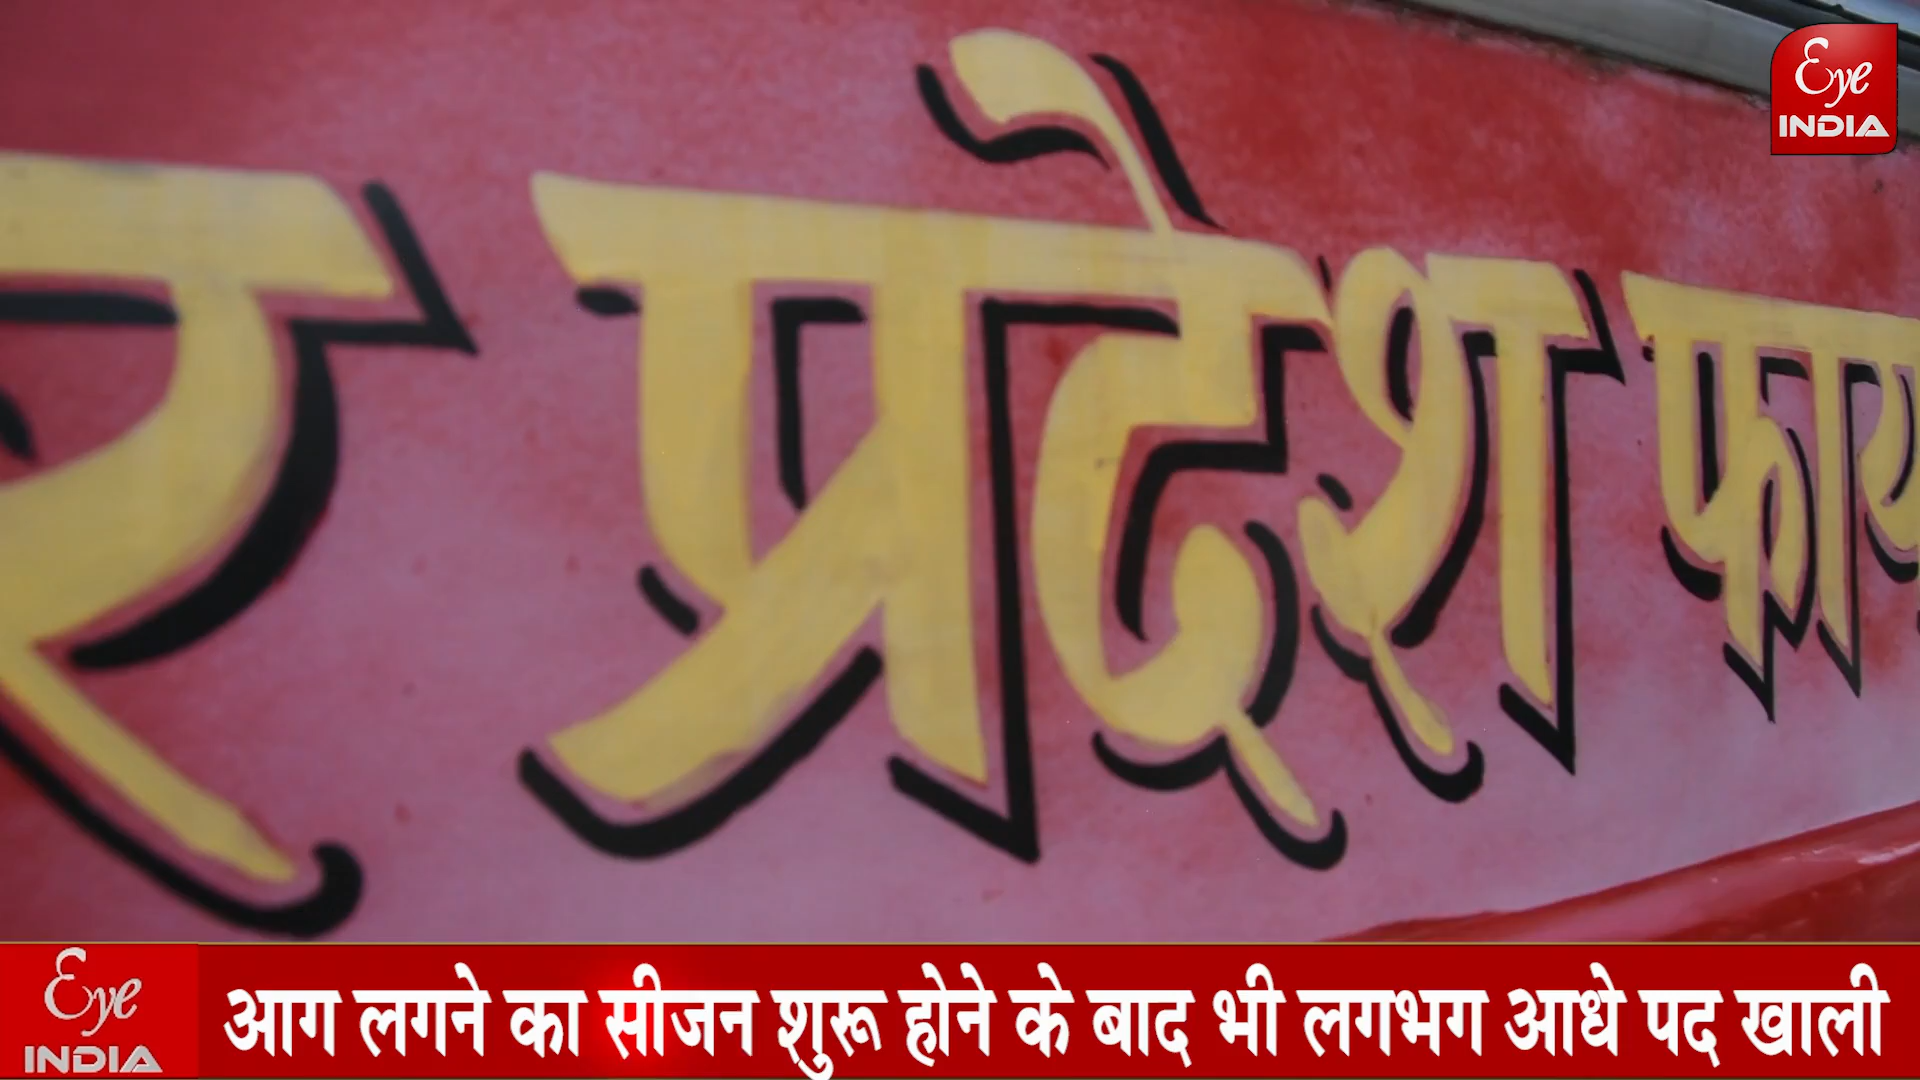 Eye
INDIA
र प्रदेश फाय
Eye
INDIA
आग लगने का सीजन शुरू होने के बाद भी लगभग आधे पद खाली